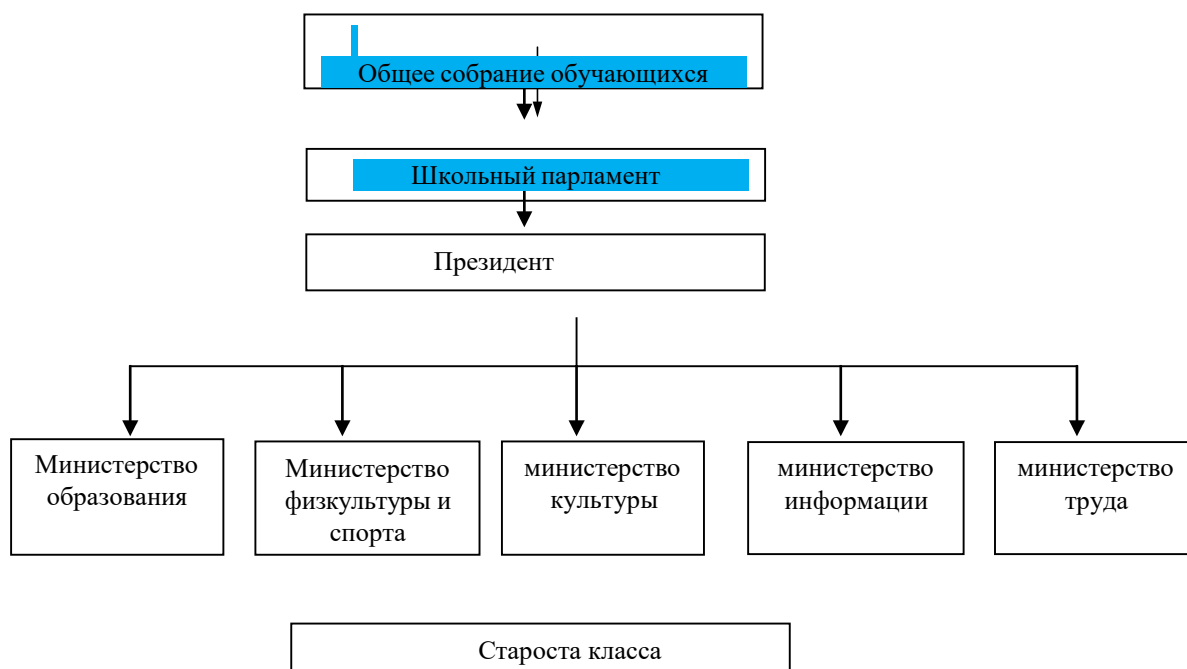 Общее собрание обучающихся
Школьный парламент
Президент
Министерство
образования
Министерство
физкультуры и
спорта
министерство
культуры
министерство
информации
министерство
труда
Староста класса